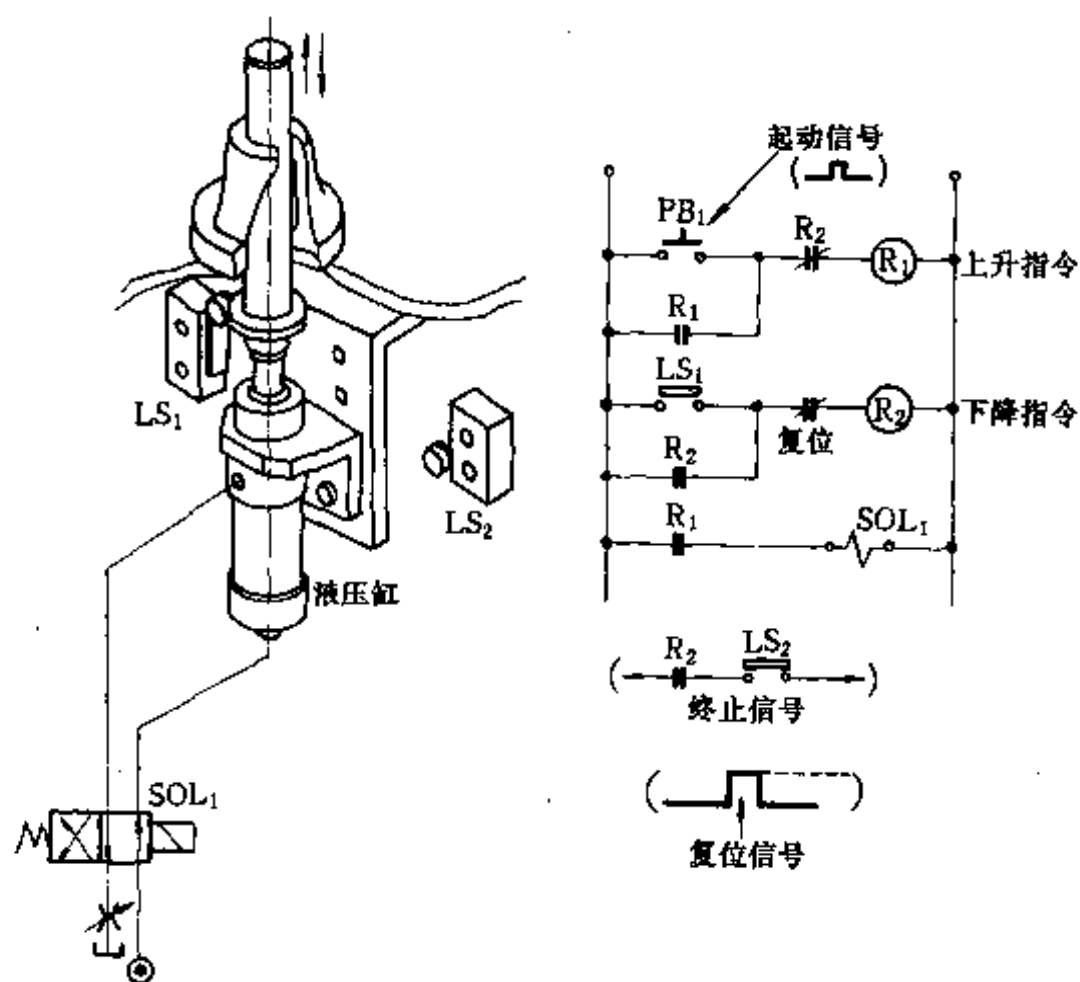 LS₁
LS₂
液压缸
SOL₁
起动信号
PB₁
R₂
R₁
上升指令
R₁
LS₁
R₂
下降指令
复位
R₂
R₁
SOL₁
R₂
LS₂
终止信号
复位信号